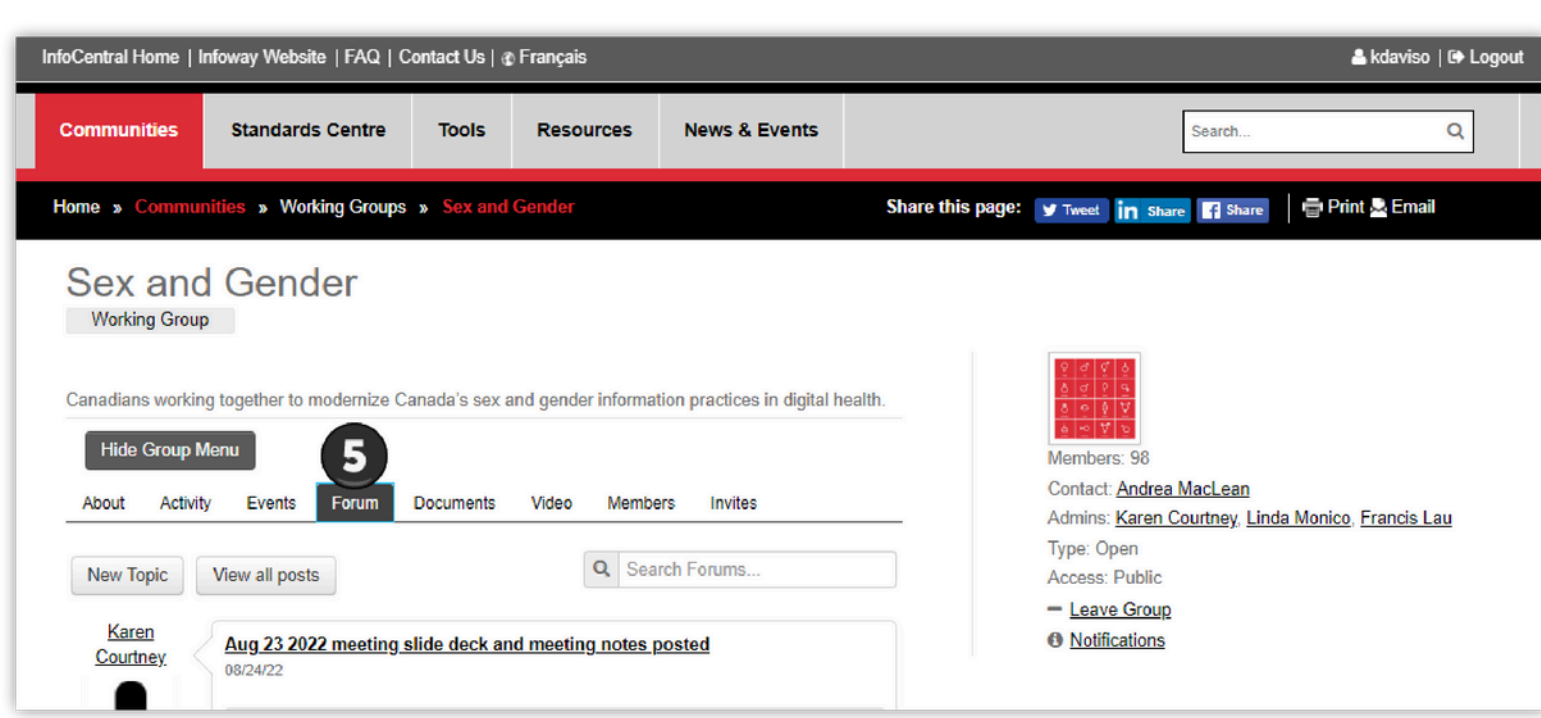 InfoCentral Home | Infoway Website | FAQ | Contact Us | Français
kdaviso | Logout
Communities Standards Centre Tools Resources News & Events
Search...
Home » Communities » Working Groups » Sex and Gender
Share this page: Tweet in Share Share Print Email
Sex and Gender
Working Group
Canadians working together to modernize Canada's sex and gender information practices in digital health.
Hide Group Menu
5
About Activity Events Forum Documents Video Members Invites
New Topic View all posts Search Forums...
Karen
Courtney
Aug 23 2022 meeting slide deck and meeting notes posted
08/24/22
Members: 98
Contact: Andrea MacLean
Admins: Karen Courtney, Linda Monico, Francis Lau
Type: Open
Access: Public
Leave Group
Notifications